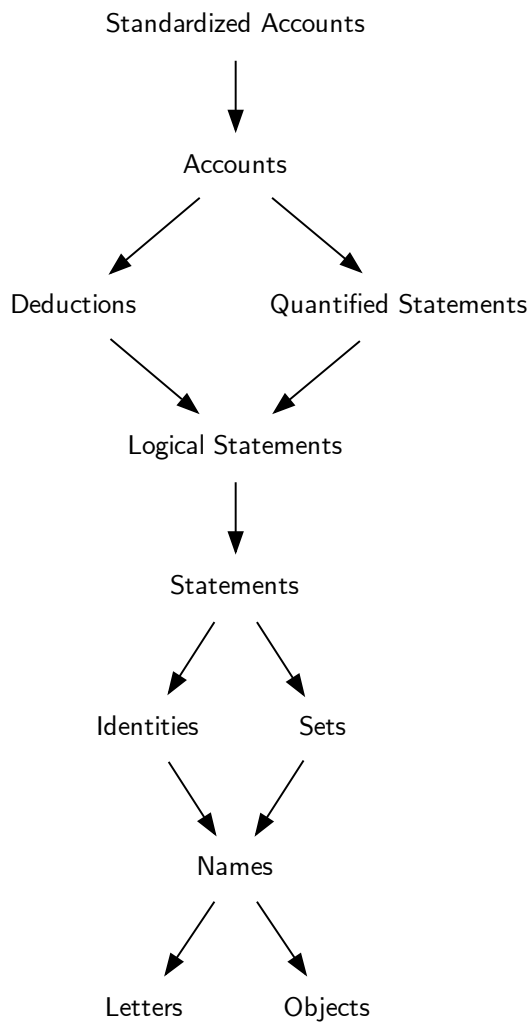 Standardized Accounts
Accounts
Deductions
Quantified Statements
Logical Statements
Statements
Identities
Sets
Names
Letters
Objects